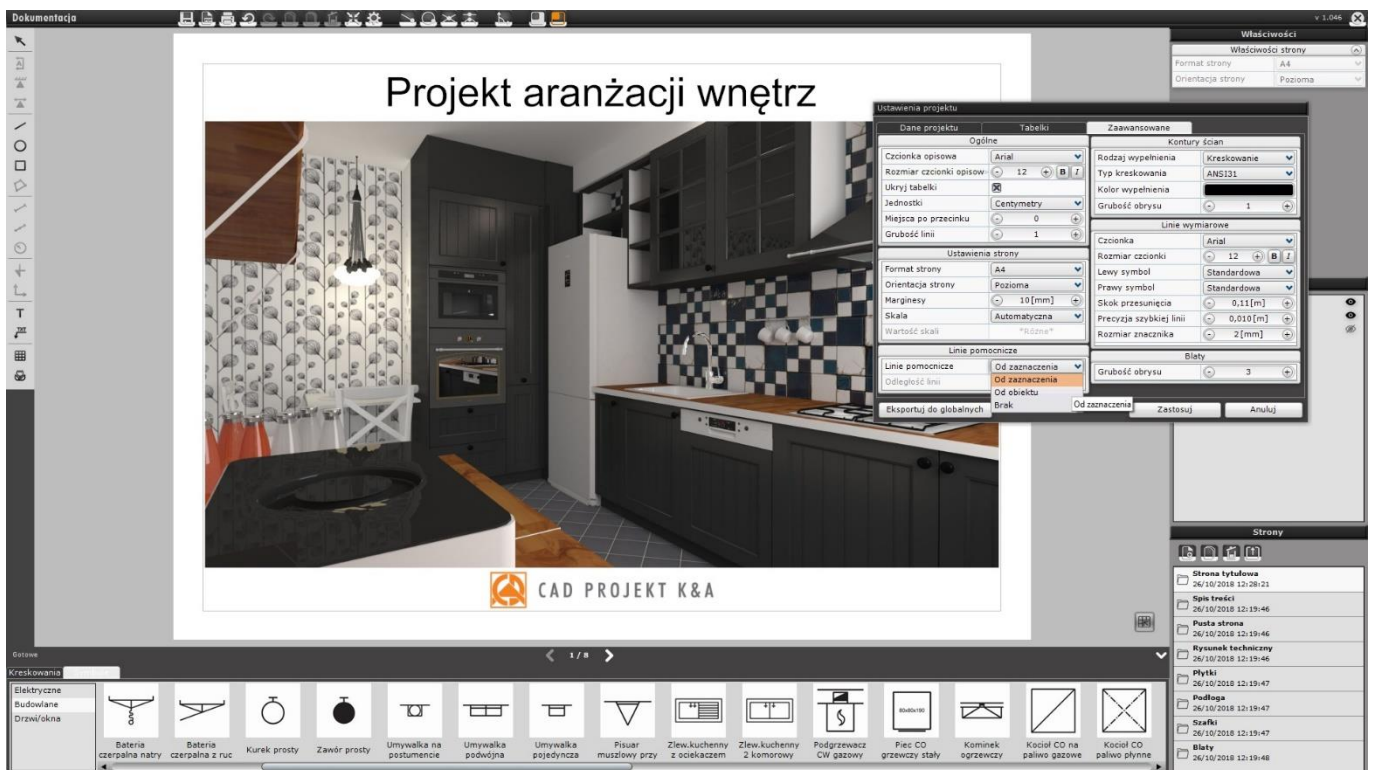 Dokumentacja
v 1.046
Projekt aranżacji wnętrz
CAD PROJEKT K&A
Ustawienia projektu
Dane projektu
Tabelki
Zaawansowane
Ogólne
Czcionka opisowa
Arial
Rozmiar czcionki opisow
12
B
I
Ukryj tabelki
Jednostki
Centymetry
Miejsca po przecinku
0
Grubość linii
1
Ustawienia strony
Format strony
A4
Orientacja strony
Pozioma
Marginesy
10[mm]
Skala
Automatyczna
Wartość skali
"Różne"
Linie pomocnicze
Linie pomocnicze
Od zaznaczenia
Odległość linii
Od zaznaczenia
Od obiektu
Brak
Od zaznaczenia
Kontury ścian
Rodzaj wypełnienia
Kreskowanie
Typ kreskowania
ANSI31
Kolor wypełnienia
Grubość obrysu
1
Linie wymiarowe
Czcionka
Arial
Rozmiar czcionki
12
B
I
Lewy symbol
Standardowa
Prawy symbol
Standardowa
Skok przesunięcia
0,11[m]
Precyzja szybkiej linii
0,010[m]
Rozmiar znacznika
2[mm]
Blaty
Grubość obrysu
3
Eksportuj do globalnych
Zastosuj
Anuluj
Właściwości
Właściwości strony
Format strony
A4
Orientacja strony
Pozioma
Strony
Strona tytułowa
26/10/2018 12:28:21
Spis treści
26/10/2018 12:19:46
Pusta strona
26/10/2018 12:19:46
Rysunek techniczny
26/10/2018 12:19:46
Płytki
26/10/2018 12:19:47
Podłoga
26/10/2018 12:19:47
Szafki
26/10/2018 12:19:47
Blaty
26/10/2018 12:19:48
Gotowe
1/8
Kreskowania
Elektryczne
Budowlane
Drzwi/okna
Bateria
czerpalna natry
Bateria
czerpalna z ruc
Kurek prosty
Zawór prosty
Umywalka na
postumencie
Umywalka
podwójna
Umywalka
pojedyncza
Pisuar
muszlowy przy
Zlew.kuchenny
z ociekaczem
Zlew.kuchenny
2 komorowy
Podgrzewacz
CW gazowy
80x80x190
Piec CO
grzewczy stały
Kominek
ogrzewczy
Kocioł CO na
paliwo gazowe
Kocioł CO
paliwo płynne